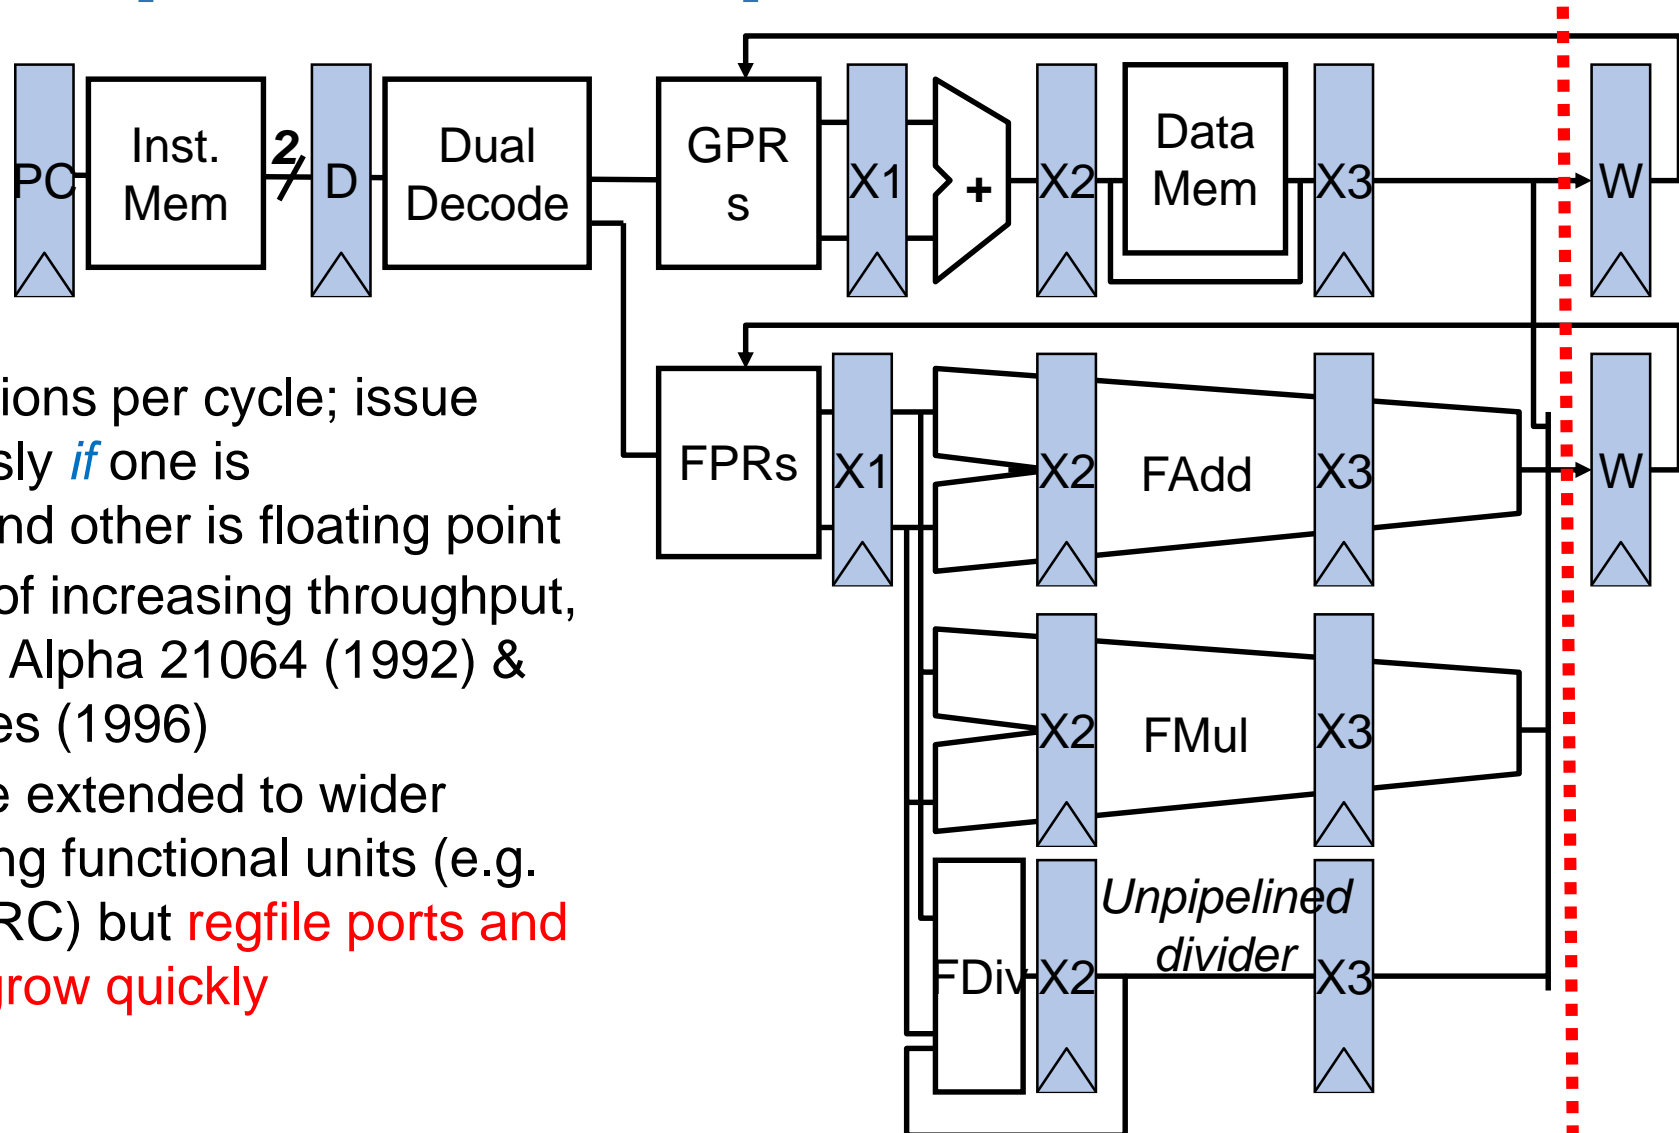 PC
Inst.
Mem
2
D
Dual
Decode
GPR
s
X1
+
X2
Data
Mem
X3
W
FPRs
X1
X2
FAdd
X3
W
X2
FMul
X3
FDiv
X2
Unpipelined
divider
X3
tions per cycle; issue
sly if one is
nd other is floating point
of increasing throughput,
Alpha 21064 (1992) &
es (1996)
e extended to wider
ng functional units (e.g.
RC) but regfile ports and
grow quickly